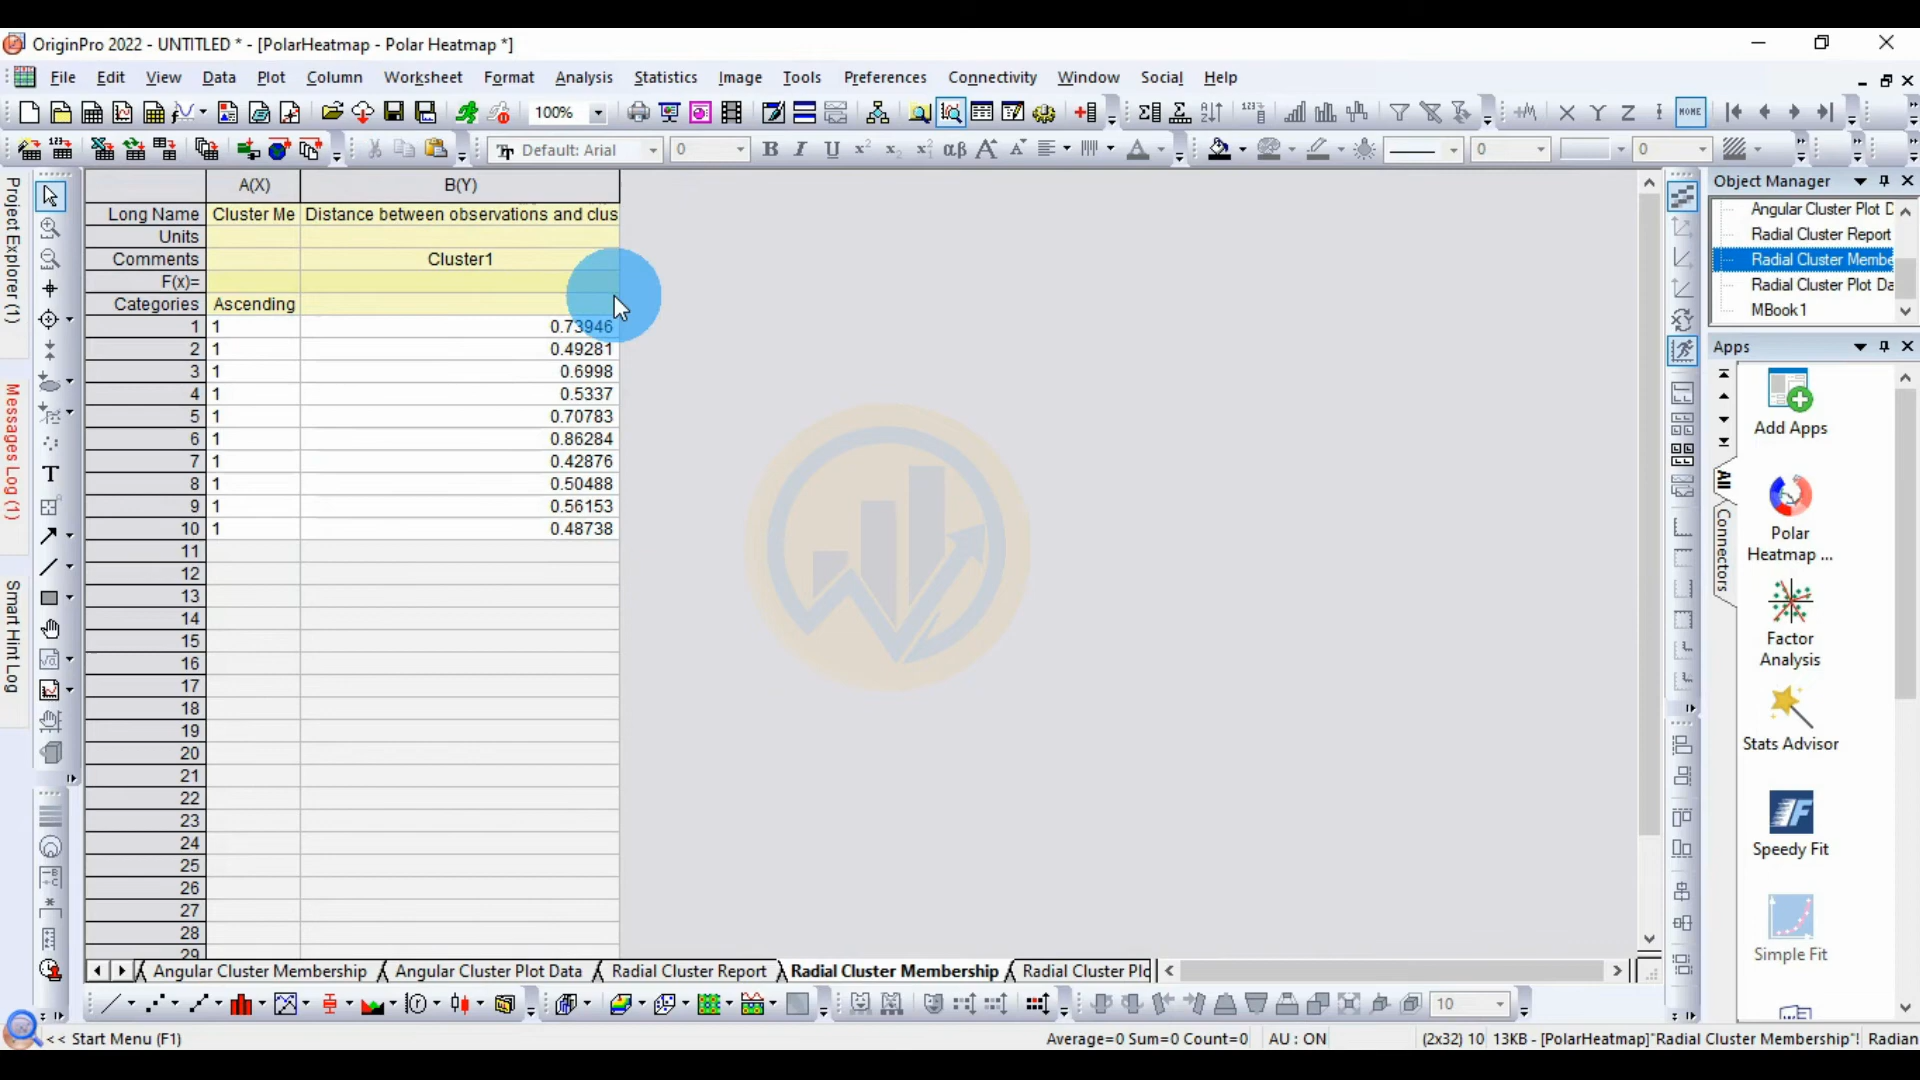 OriginPro 2022 - UNTITLED * - [PolarHeatmap - Polar Heatmap *]
File Edit View Data Plot Column Worksheet Format Analysis Statistics Image Tools Preferences Connectivity Window Social Help
100%
Default: Arial 0 B I U αβ A 0 0
Project Explorer (1)
Messages Log (1)
Smart Hint Log
A(X) B(Y)
Long Name Cluster Me Distance between observations and clus
Units
Comments Cluster1
F(x)=
Categories Ascending
1 1 0.73946
2 1 0.49281
3 1 0.6998
4 1 0.5337
5 1 0.70783
6 1 0.86284
7 1 0.42876
8 1 0.50488
9 1 0.56153
10 1 0.48738
11
12
13
14
15
16
17
18
19
20
21
22
23
24
25
26
27
28
29
Angular Cluster Membership Angular Cluster Plot Data Radial Cluster Report Radial Cluster Membership Radial Cluster Plo
10
<< Start Menu (F1) Average=0 Sum=0 Count=0 AU : ON (2x32) 10 13KB - [PolarHeatmap]"Radial Cluster Membership"! Radian
Object Manager
Angular Cluster Plot D
Radial Cluster Report
Radial Cluster Membe
Radial Cluster Plot Da
MBook1
Apps
All
Connectors
Add Apps
Polar
Heatmap ...
Factor
Analysis
Stats Advisor
Speedy Fit
Simple Fit